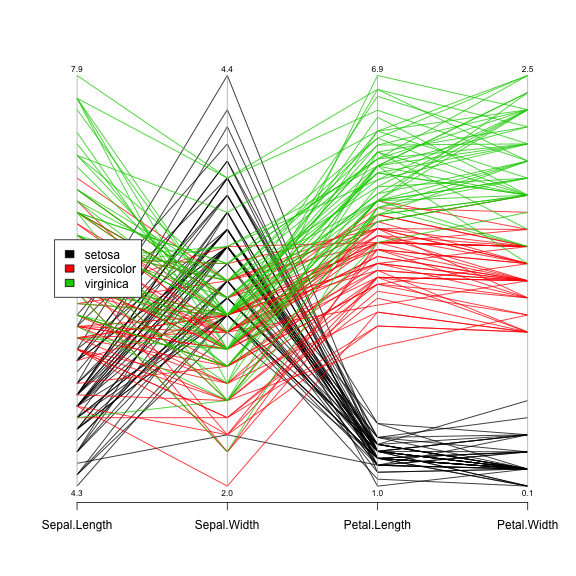 7.9 4.4 6.9 2.5
setosa
versicolor
virginica
4.3 2.0 1.0 0.1
Sepal.Length Sepal.Width Petal.Length Petal.Width